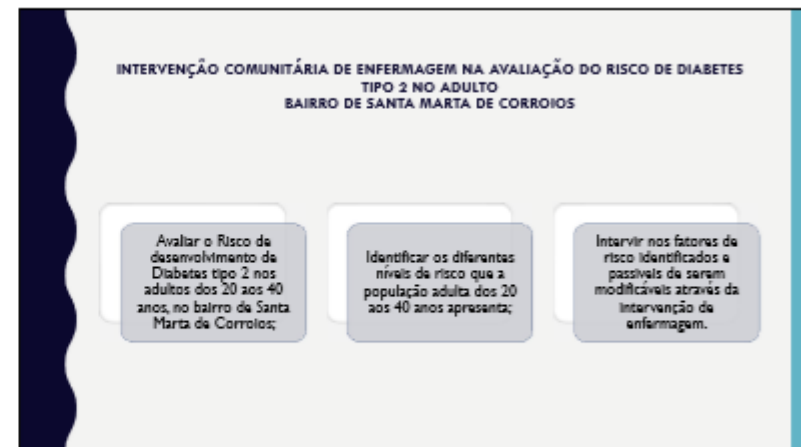 INTERVENÇÃO COMUNITÁRIA DE ENFERMAGEM NA AVALIAÇÃO DO RISCO DE DIABETES
TIPO 2 NO ADULTO
BAIRRO DE SANTA MARTA DE CORROIOS
Avaliar o Risco de
desenvolvimento de
Diabetes tipo 2 nos
adultos dos 20 aos 40
anos, no bairro de Santa
Marta de Corroios;
Identificar os diferentes
níveis de risco que a
população adulta dos 20
aos 40 anos apresenta;
Intervir nos fatores de
risco identificados e
passíveis de serem
modificáveis através da
intervenção de
enfermagem.